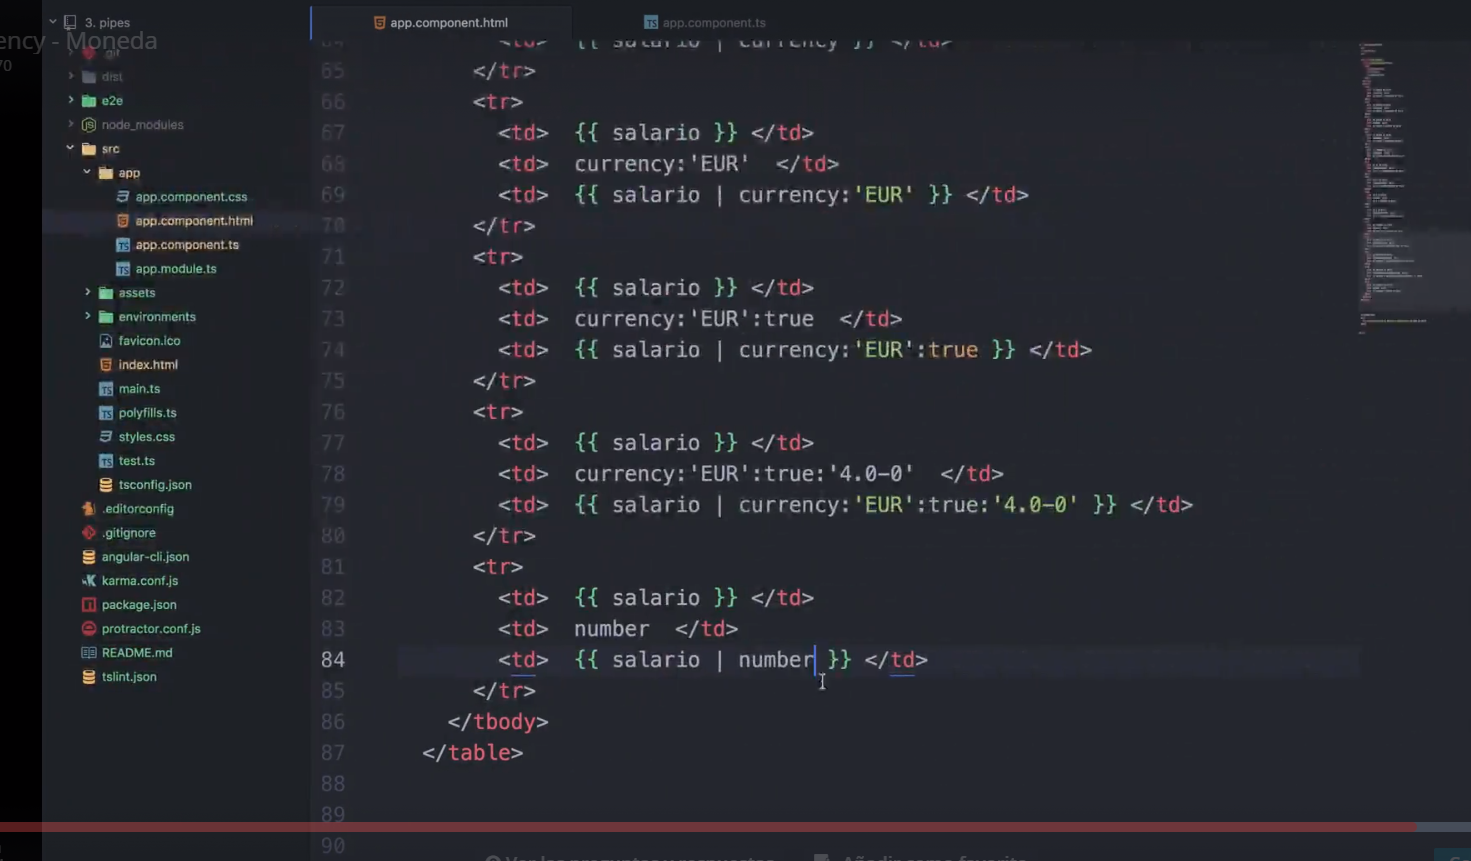 3. pipes
app.component.html
app.component.ts
ency - Moneda
70
.git
dist
e2e
node_modules
src
app
app.component.css
app.component.html
app.component.ts
app.module.ts
assets
environments
favicon.ico
index.html
main.ts
polyfills.ts
styles.css
test.ts
tsconfig.json
.editorconfig
.gitignore
angular-cli.json
karma.conf.js
package.json
protractor.conf.js
README.md
tslint.json
64 <td> {{ salario | currency }} </td>
65 </tr>
66 <tr>
67 <td> {{ salario }} </td>
68 <td> currency:'EUR' </td>
69 <td> {{ salario | currency:'EUR' }} </td>
70 </tr>
71 <tr>
72 <td> {{ salario }} </td>
73 <td> currency:'EUR':true </td>
74 <td> {{ salario | currency:'EUR':true }} </td>
75 </tr>
76 <tr>
77 <td> {{ salario }} </td>
78 <td> currency:'EUR':true:'4.0-0' </td>
79 <td> {{ salario | currency:'EUR':true:'4.0-0' }} </td>
80 </tr>
81 <tr>
82 <td> {{ salario }} </td>
83 <td> number </td>
84 <td> {{ salario | number }} </td>
85 </tr>
86 </tbody>
87 </table>
88
89
90